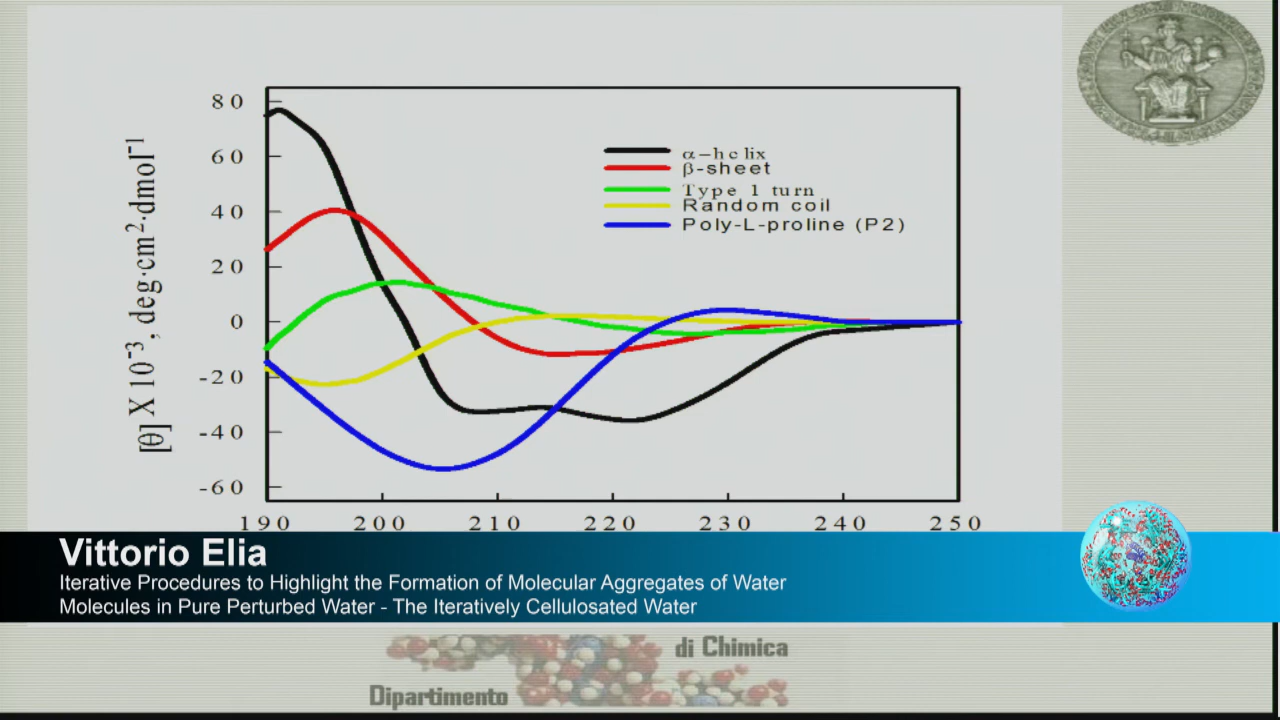 80
60
40
20
0
-20
-40
-60
[θ] X 10⁻³, deg·cm²·dmol⁻¹
α–helix
β-sheet
Type 1 turn
Random coil
Poly-L-proline (P2)
190 200 210 220 230 240 250
Vittorio Elia
Iterative Procedures to Highlight the Formation of Molecular Aggregates of Water
Molecules in Pure Perturbed Water - The Iteratively Cellulosated Water
di Chimica
Dipartimento